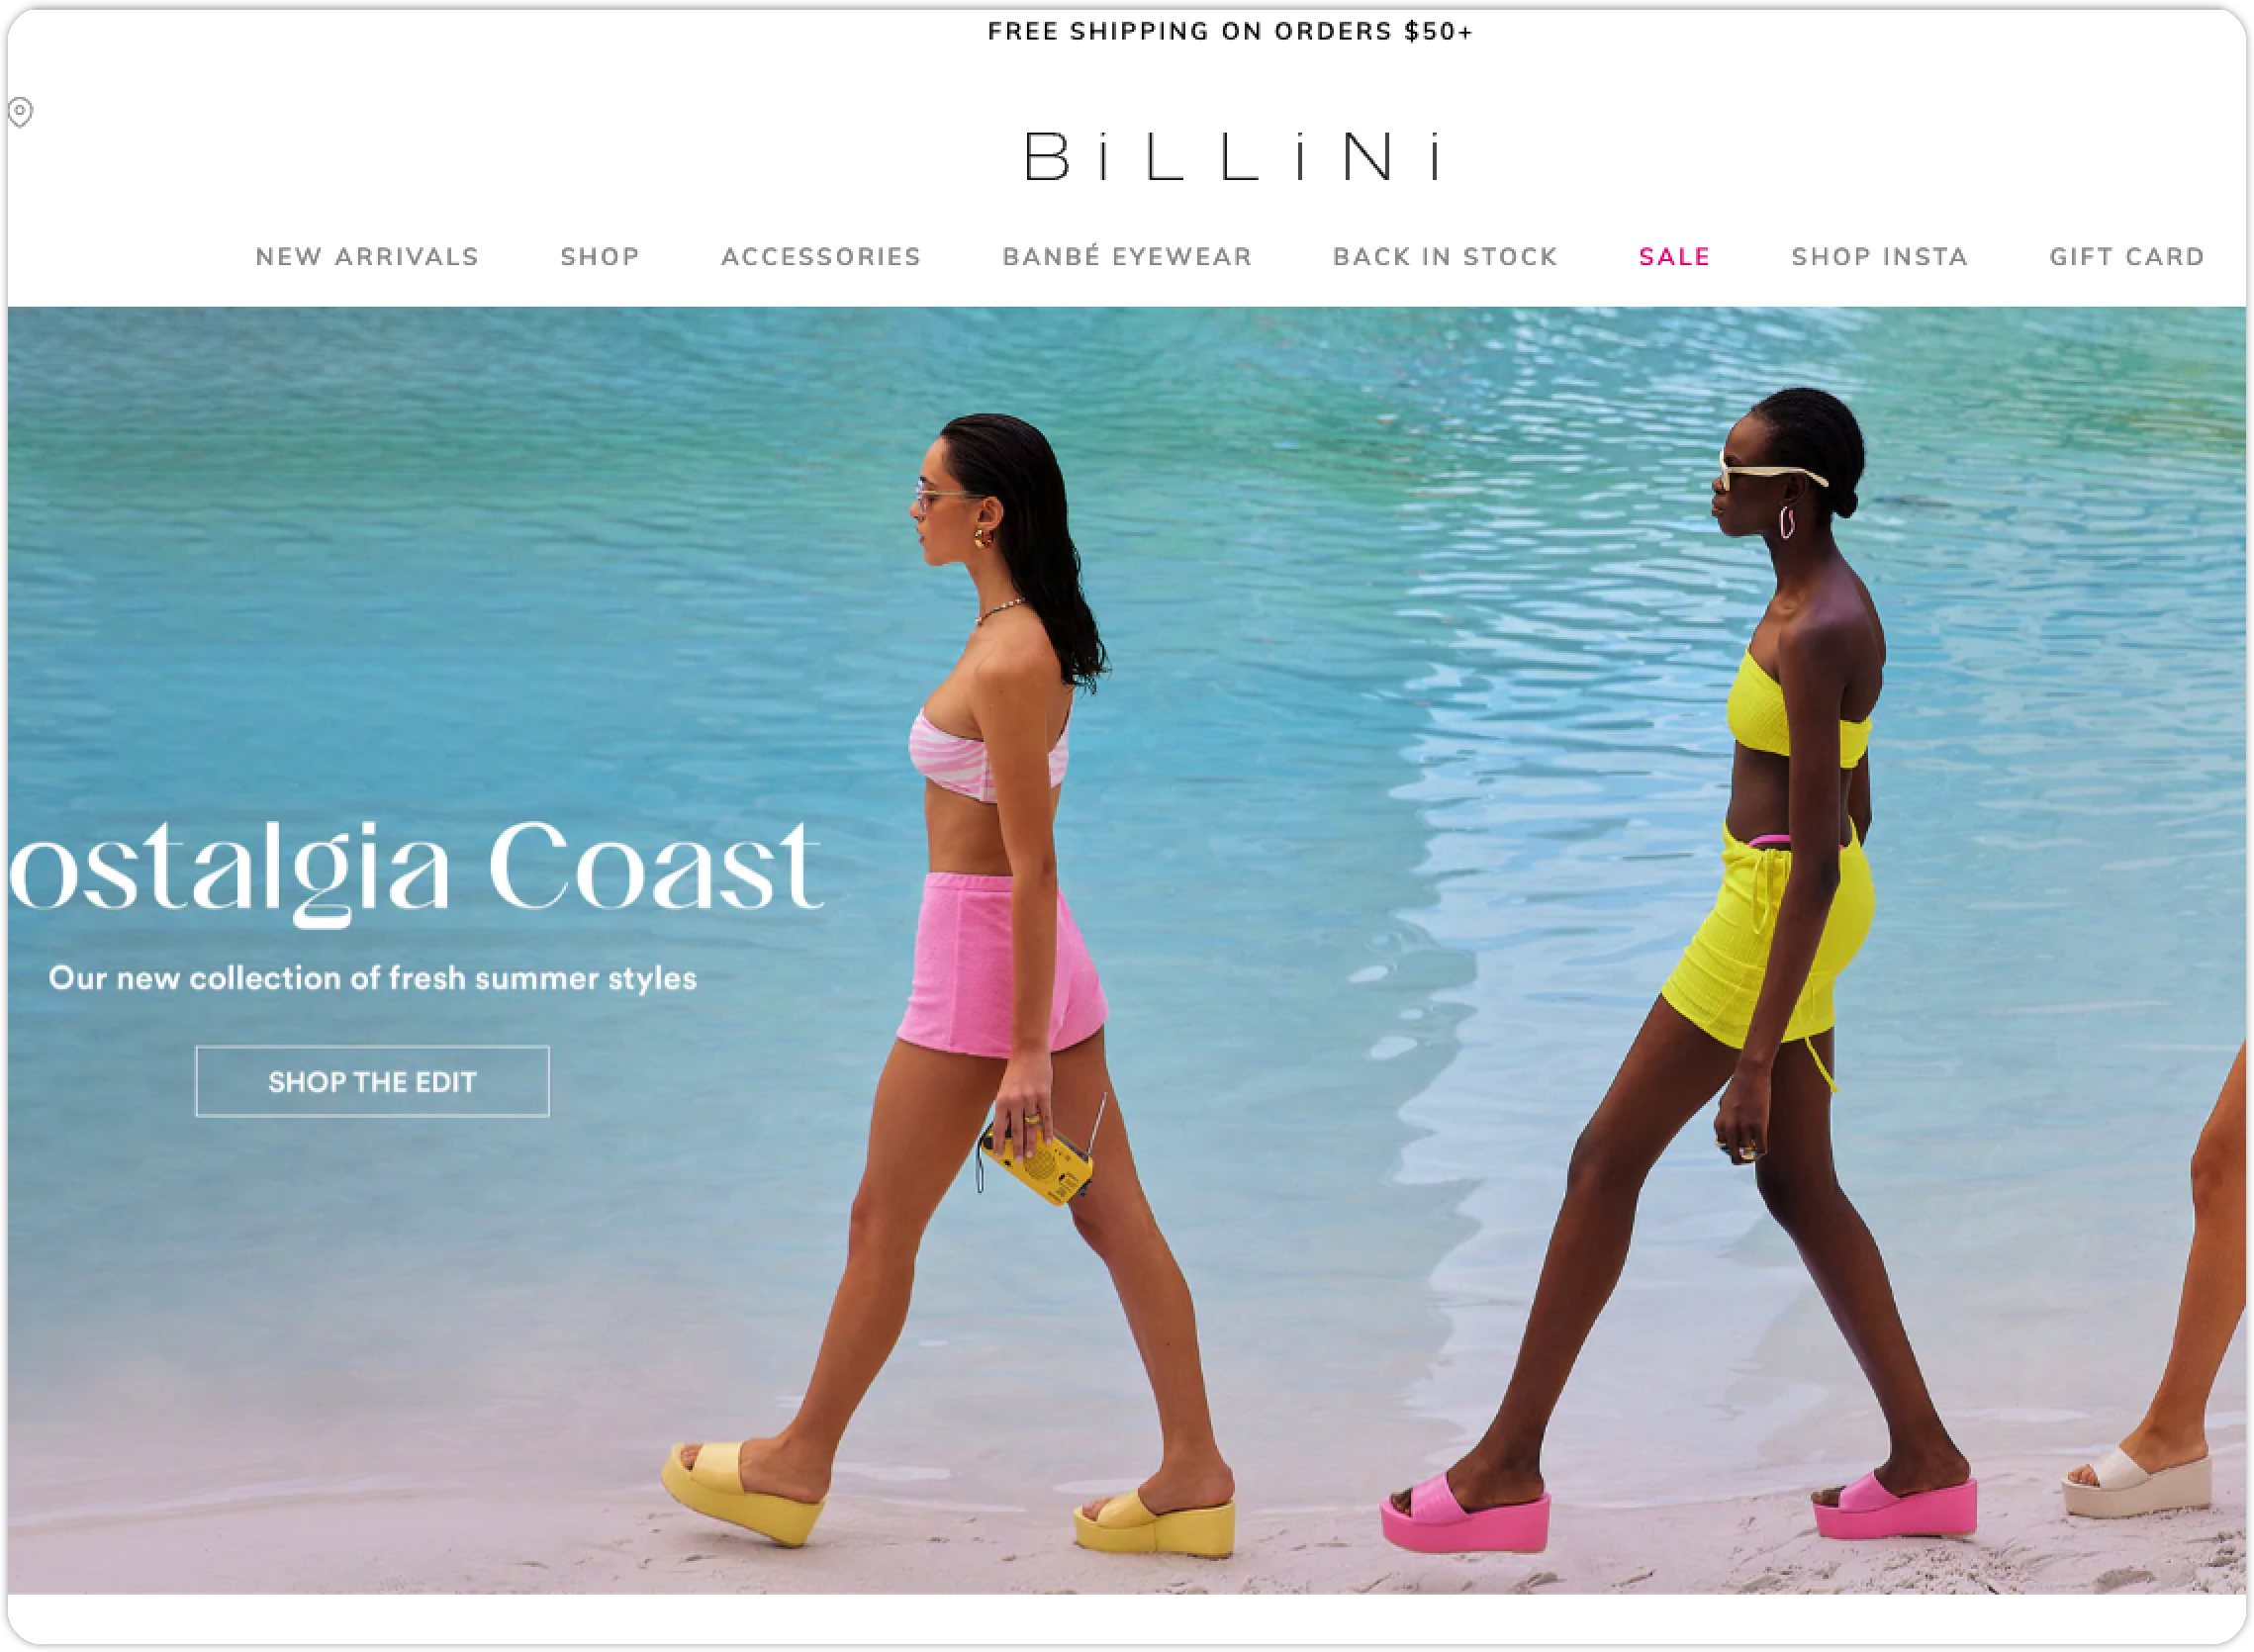 FREE SHIPPING ON ORDERS $50+
BiLLiNi
NEW ARRIVALS SHOP ACCESSORIES BANBÉ EYEWEAR BACK IN STOCK SALE SHOP INSTA GIFT CARD
ostalgia Coast
Our new collection of fresh summer styles
SHOP THE EDIT